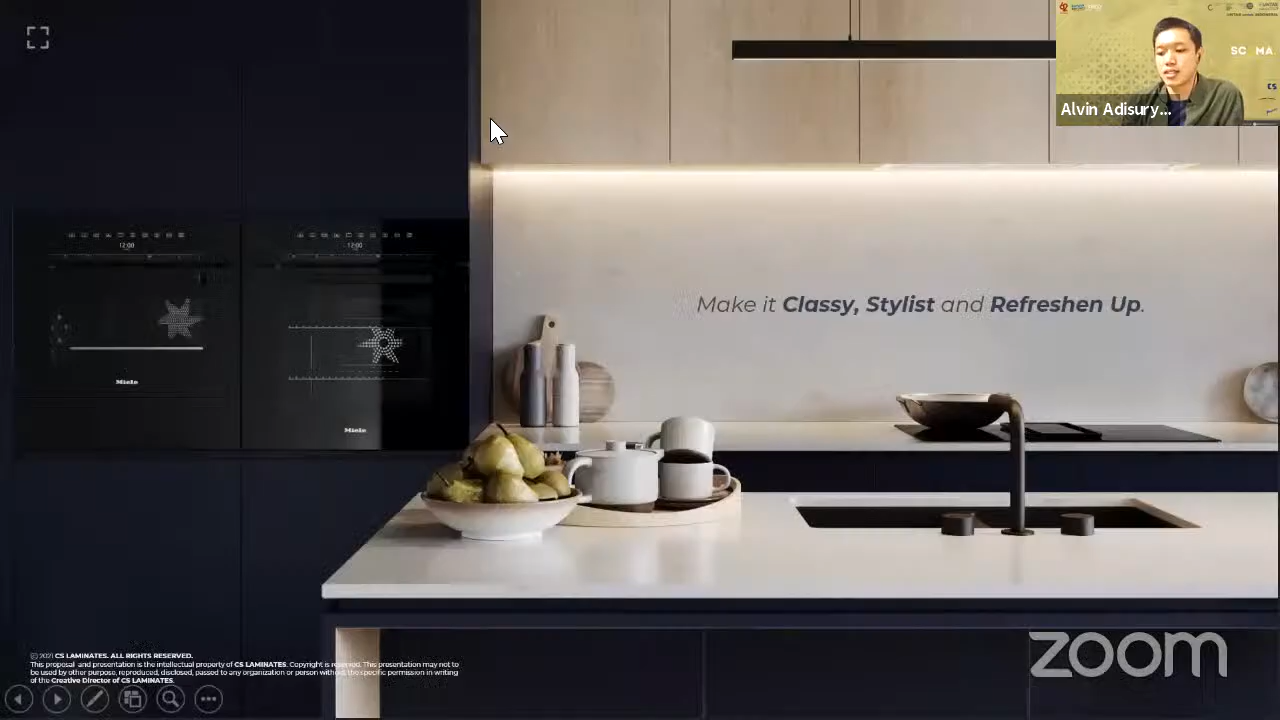 SC MA
CS
Alvin Adisury...
12:00
12:00
Make it Classy, Stylist and Refreshen Up.
Miele
Miele
© 2021 CS LAMINATES. ALL RIGHTS RESERVED.
This proposal and presentation is the intellectual property of CS LAMINATES. Copyright is reserved. This presentation may not to
be used by other purpose, reproduced, disclosed, passed to any organization or person without the specific permission in writing
of the Creative Director of CS LAMINATES.
zoom